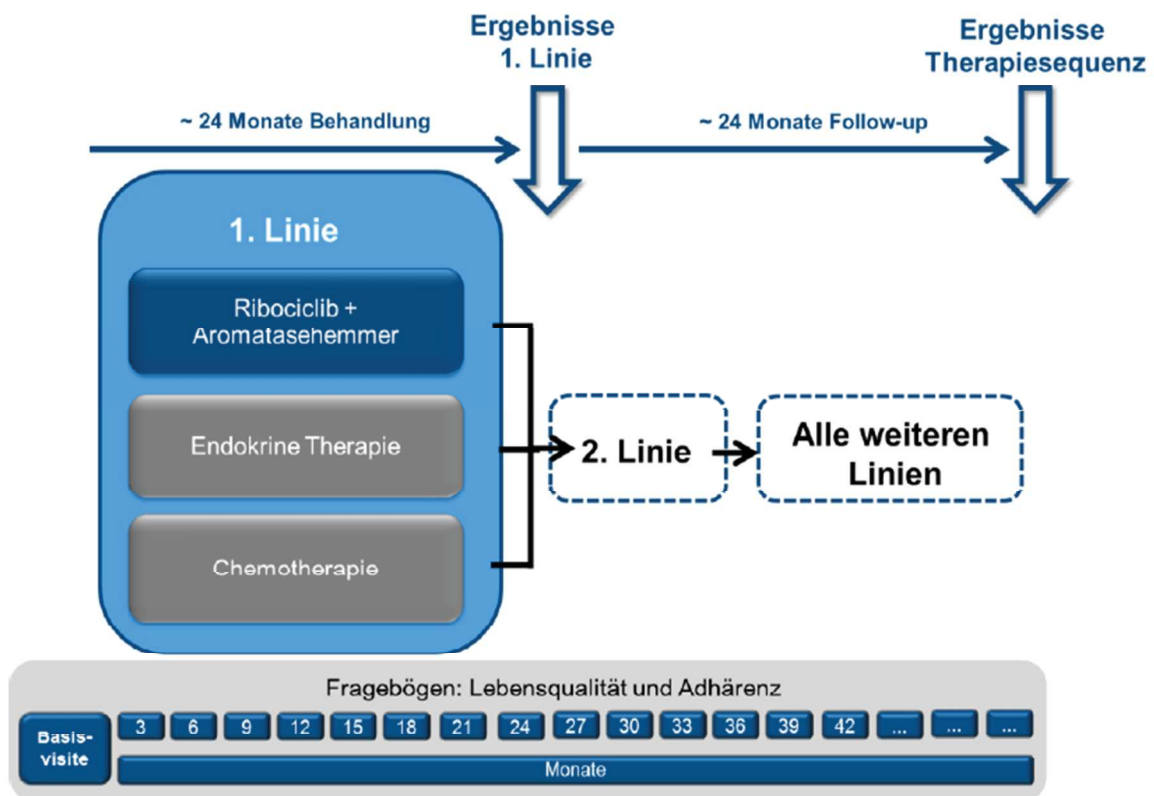 Ergebnisse
1. Linie
Ergebnisse
Therapiesequenz
~ 24 Monate Behandlung
~ 24 Monate Follow-up
1. Linie
Ribociclib +
Aromatasehemmer
Endokrine Therapie
Chemotherapie
2. Linie
Alle weiteren
Linien
Fragebögen: Lebensqualität und Adhärenz
Basis-
visite
3 6 9 12 15 18 21 24 27 30 33 36 39 42 ... ... ...
Monate